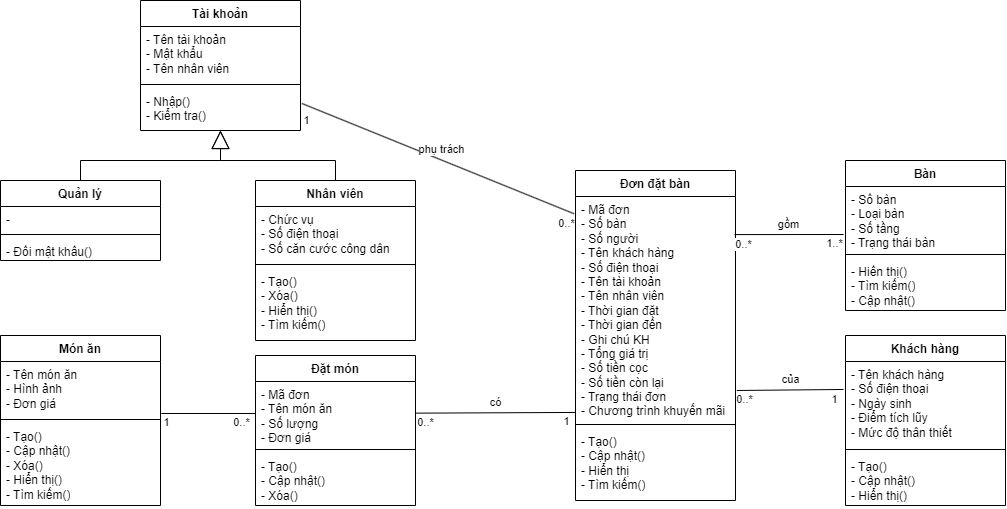 Tài khoản
- Tên tài khoản
- Mật khẩu
- Tên nhân viên
- Nhập()
- Kiểm tra()
1
phụ trách
0..*
Quản lý
-
- Đổi mật khẩu()
Nhân viên
- Chức vụ
- Số điện thoại
- Số căn cước công dân
- Tạo()
- Xóa()
- Hiển thị()
- Tìm kiếm()
Đơn đặt bàn
- Mã đơn
- Số bàn
- Số người
- Tên khách hàng
- Số điện thoại
- Tên tài khoản
- Tên nhân viên
- Thời gian đặt
- Thời gian đến
- Ghi chú KH
- Tổng giá trị
- Số tiền cọc
- Số tiền còn lại
- Trạng thái đơn
- Chương trình khuyến mãi
- Tạo()
- Cập nhật()
- Hiển thị
- Tìm kiếm()
gồm
0..*
1..*
Bàn
- Số bàn
- Loại bàn
- Số tầng
- Trạng thái bàn
- Hiển thị()
- Tìm kiếm()
- Cập nhật()
Món ăn
- Tên món ăn
- Hình ảnh
- Đơn giá
- Tạo()
- Cập nhật()
- Xóa()
- Hiển thị()
- Tìm kiếm()
1
0..*
Đặt món
- Mã đơn
- Tên món ăn
- Số lượng
- Đơn giá
- Tạo()
- Cập nhật()
- Xóa()
có
0..*
1
của
0..*
1
Khách hàng
- Tên khách hàng
- Số điện thoại
- Ngày sinh
- Điểm tích lũy
- Mức độ thân thiết
- Tạo()
- Cập nhật()
- Hiển thị()